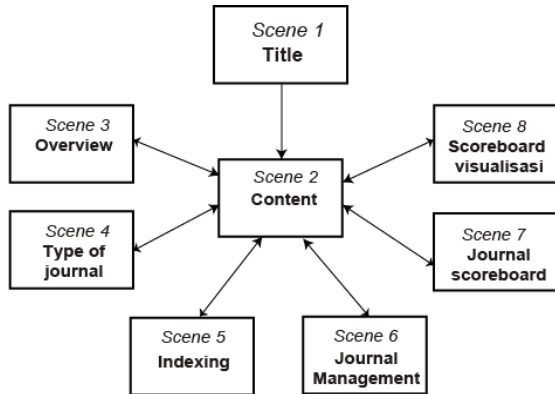 Scene 1
Title
Scene 3
Overview
Scene 8
Scoreboard
visualisasi
Scene 2
Content
Scene 4
Type of
journal
Scene 7
Journal
scoreboard
Scene 5
Indexing
Scene 6
Journal
Management